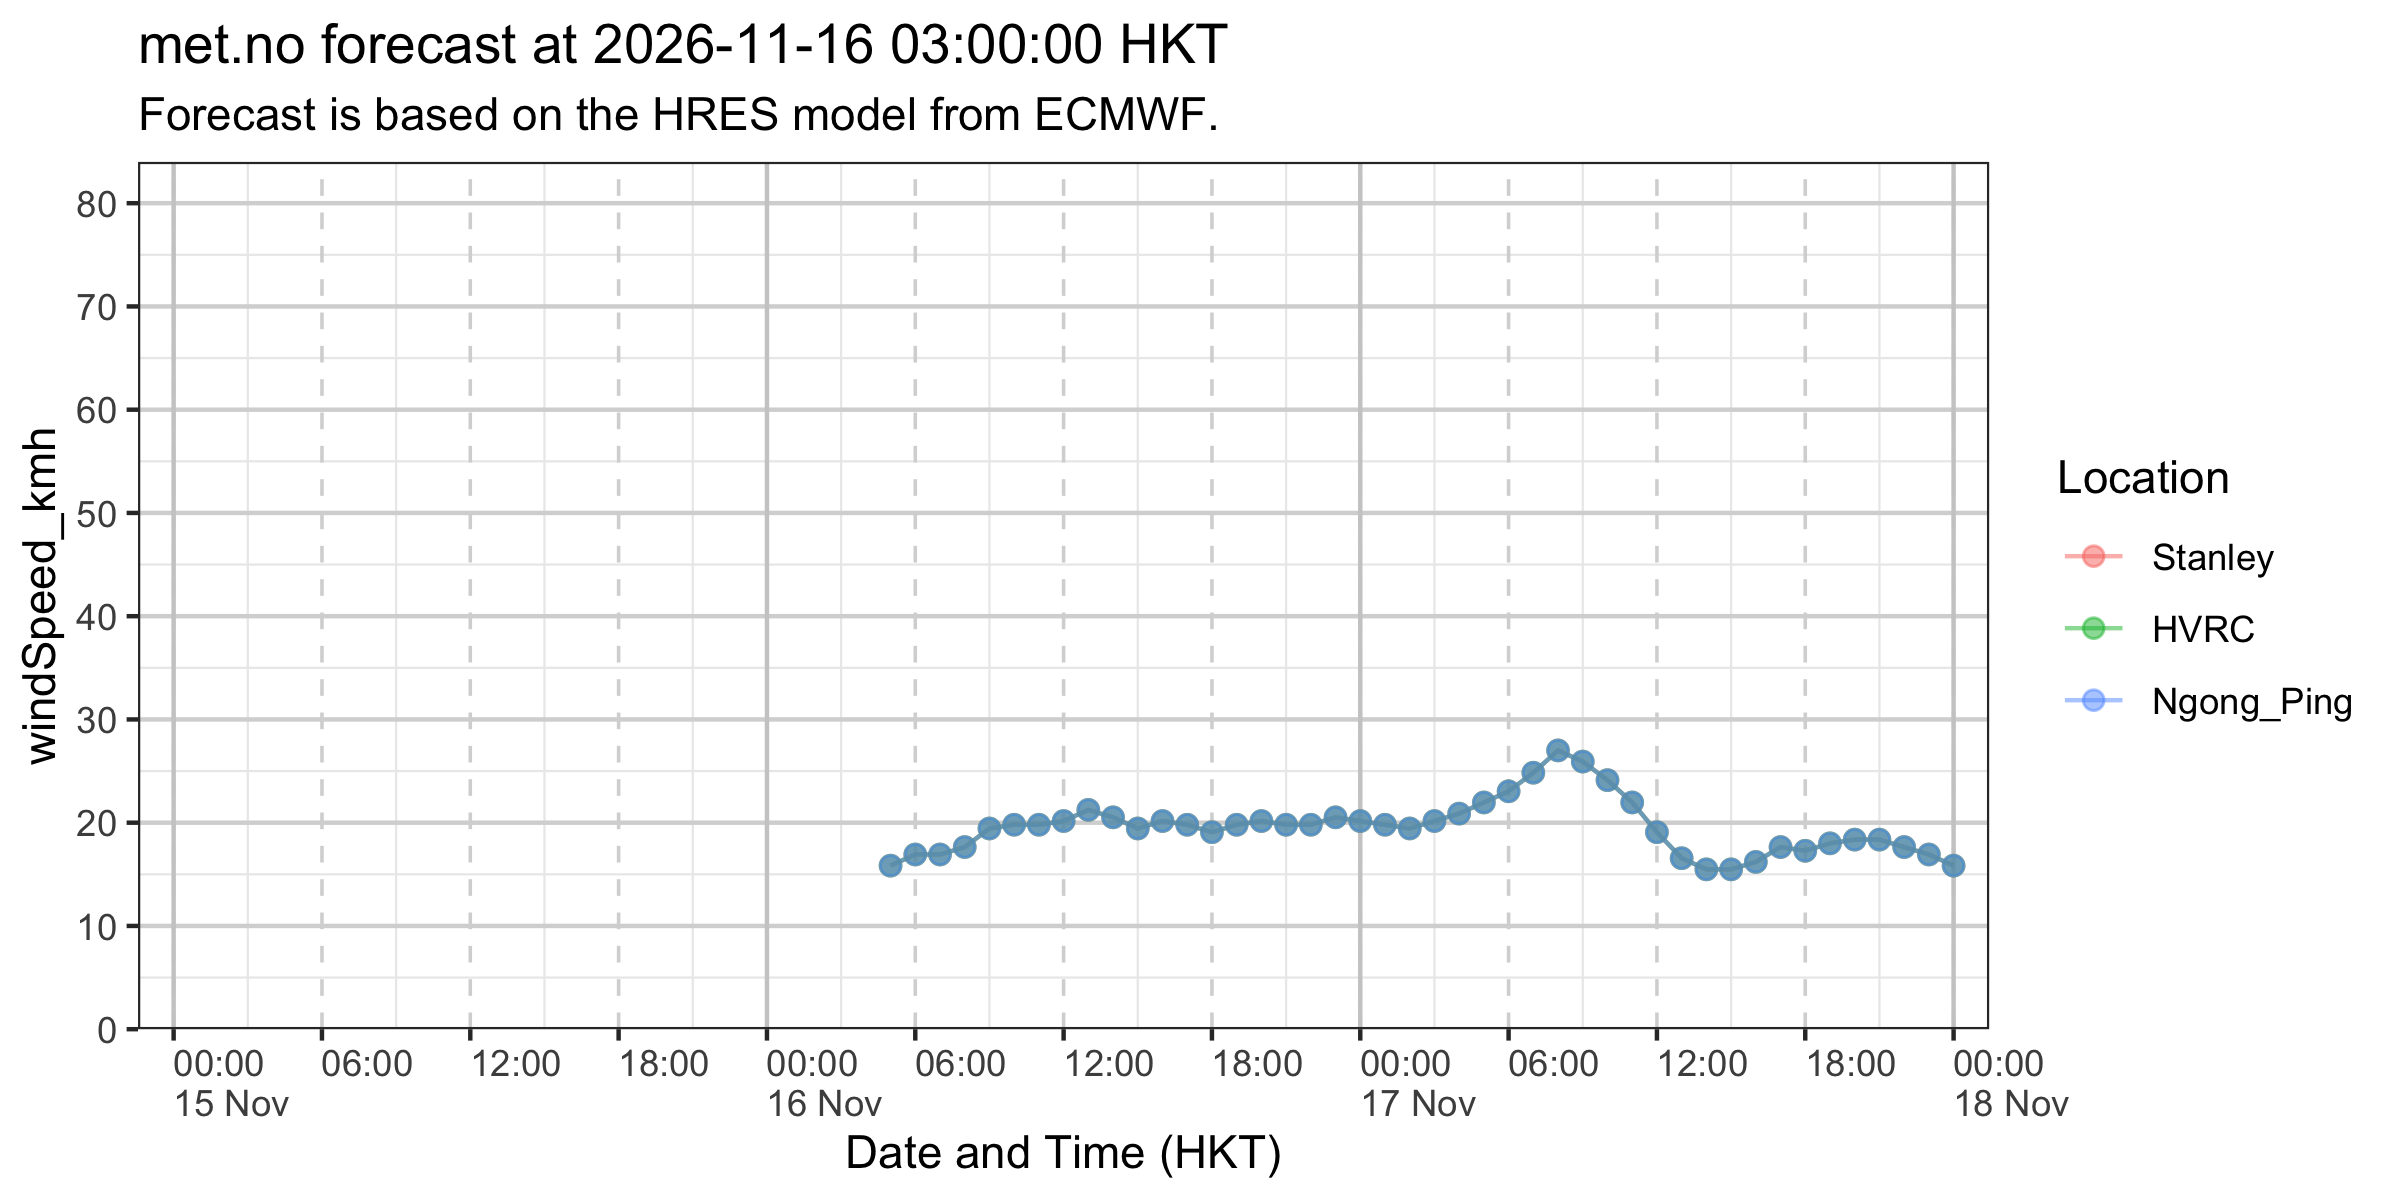 met.no forecast at 2026-11-16 03:00:00 HKT
Forecast is based on the HRES model from ECMWF.
windSpeed_kmh
80
70
60
50
40
30
20
10
0
00:00 06:00 12:00 18:00 00:00 06:00 12:00 18:00 00:00 06:00 12:00 18:00 00:00
15 Nov 16 Nov 17 Nov 18 Nov
Date and Time (HKT)
Location
Stanley
HVRC
Ngong_Ping